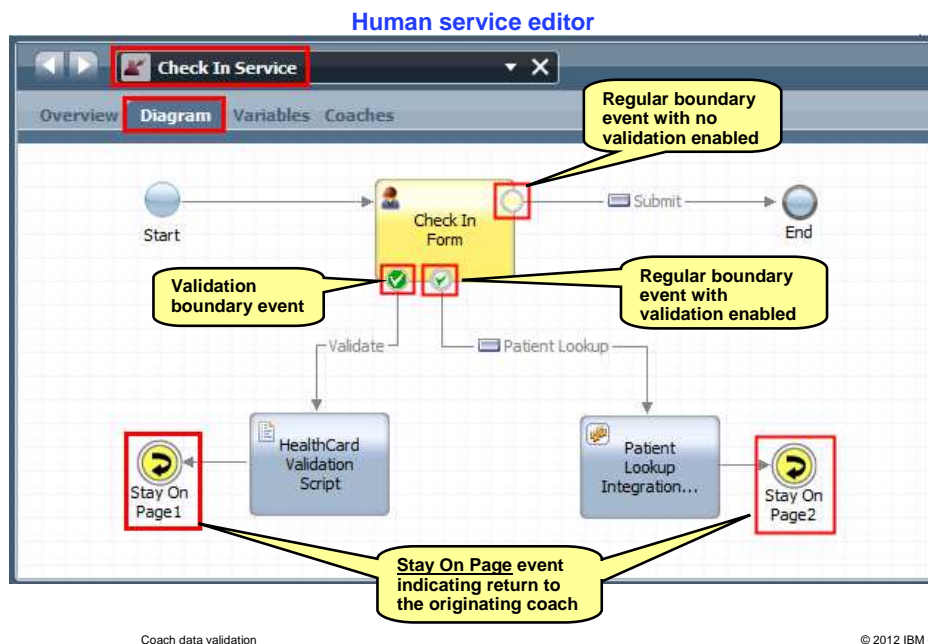 Human service editor
Check In Service
Overview Diagram Variables Coaches
Regular boundary
event with no
validation enabled
Start
Check In
Form
Submit
End
Validation
boundary event
Regular boundary
event with
validation enabled
Validate
Patient Lookup
HealthCard
Validation
Script
Patient
Lookup
Integration...
Stay On
Page1
Stay On
Page2
Stay On Page event
indicating return to
the originating coach
Coach data validation
© 2012 IBM